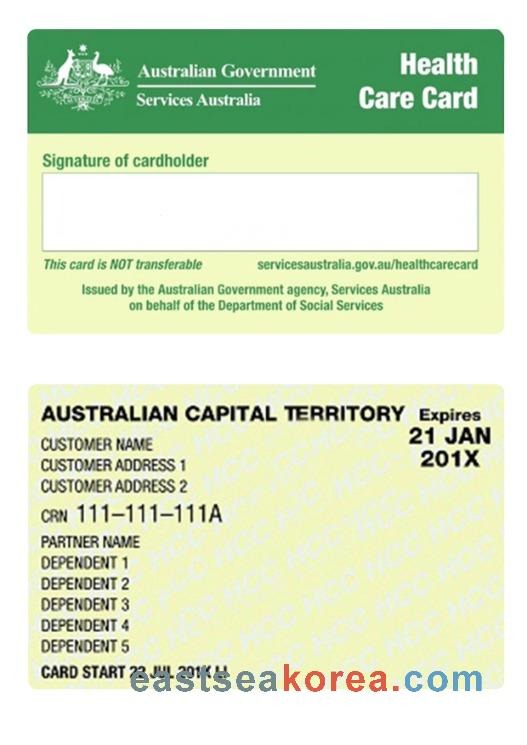 Australian Government
Services Australia
Health
Care Card
Signature of cardholder
This card is NOT transferable servicesaustralia.gov.au/healthcarecard
Issued by the Australian Government agency, Services Australia
on behalf of the Department of Social Services
AUSTRALIAN CAPITAL TERRITORY Expires
21 JAN
201X
CUSTOMER NAME
CUSTOMER ADDRESS 1
CUSTOMER ADDRESS 2
CRN 111–111–111A
PARTNER NAME
DEPENDENT 1
DEPENDENT 2
DEPENDENT 3
DEPENDENT 4
DEPENDENT 5
CARD START 22 JUL 201X
eastseakorea.com